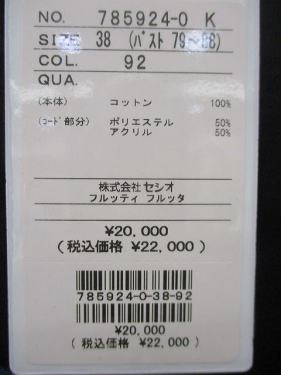 NO. 785924-0 K
SIZE 38 (バスト 79~88)
COL. 92
QUA.
(本体) コットン 100%
(コード部分) ポリエステル 50%
アクリル 50%
株式会社 セシオ
フルッティ フルッタ
¥20,000
(税込価格 ¥22,000)
785924-0-38-92
¥20,000
(税込価格 ¥22,000)